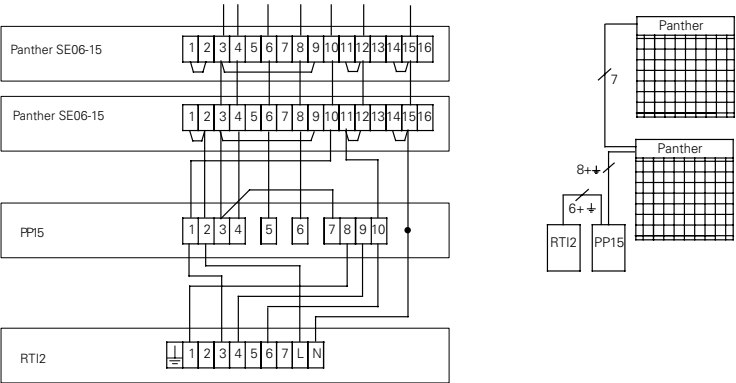 Panther SE06-15
1 2 3 4 5 6 7 8 9 10 11 12 13 14 15 16
Panther SE06-15
1 2 3 4 5 6 7 8 9 10 11 12 13 14 15 16
PP15
1 2 3 4 5 6 7 8 9 10
RTI2
1 2 3 4 5 6 7 L N
Panther
7
Panther
8+
6+
RTI2
PP15